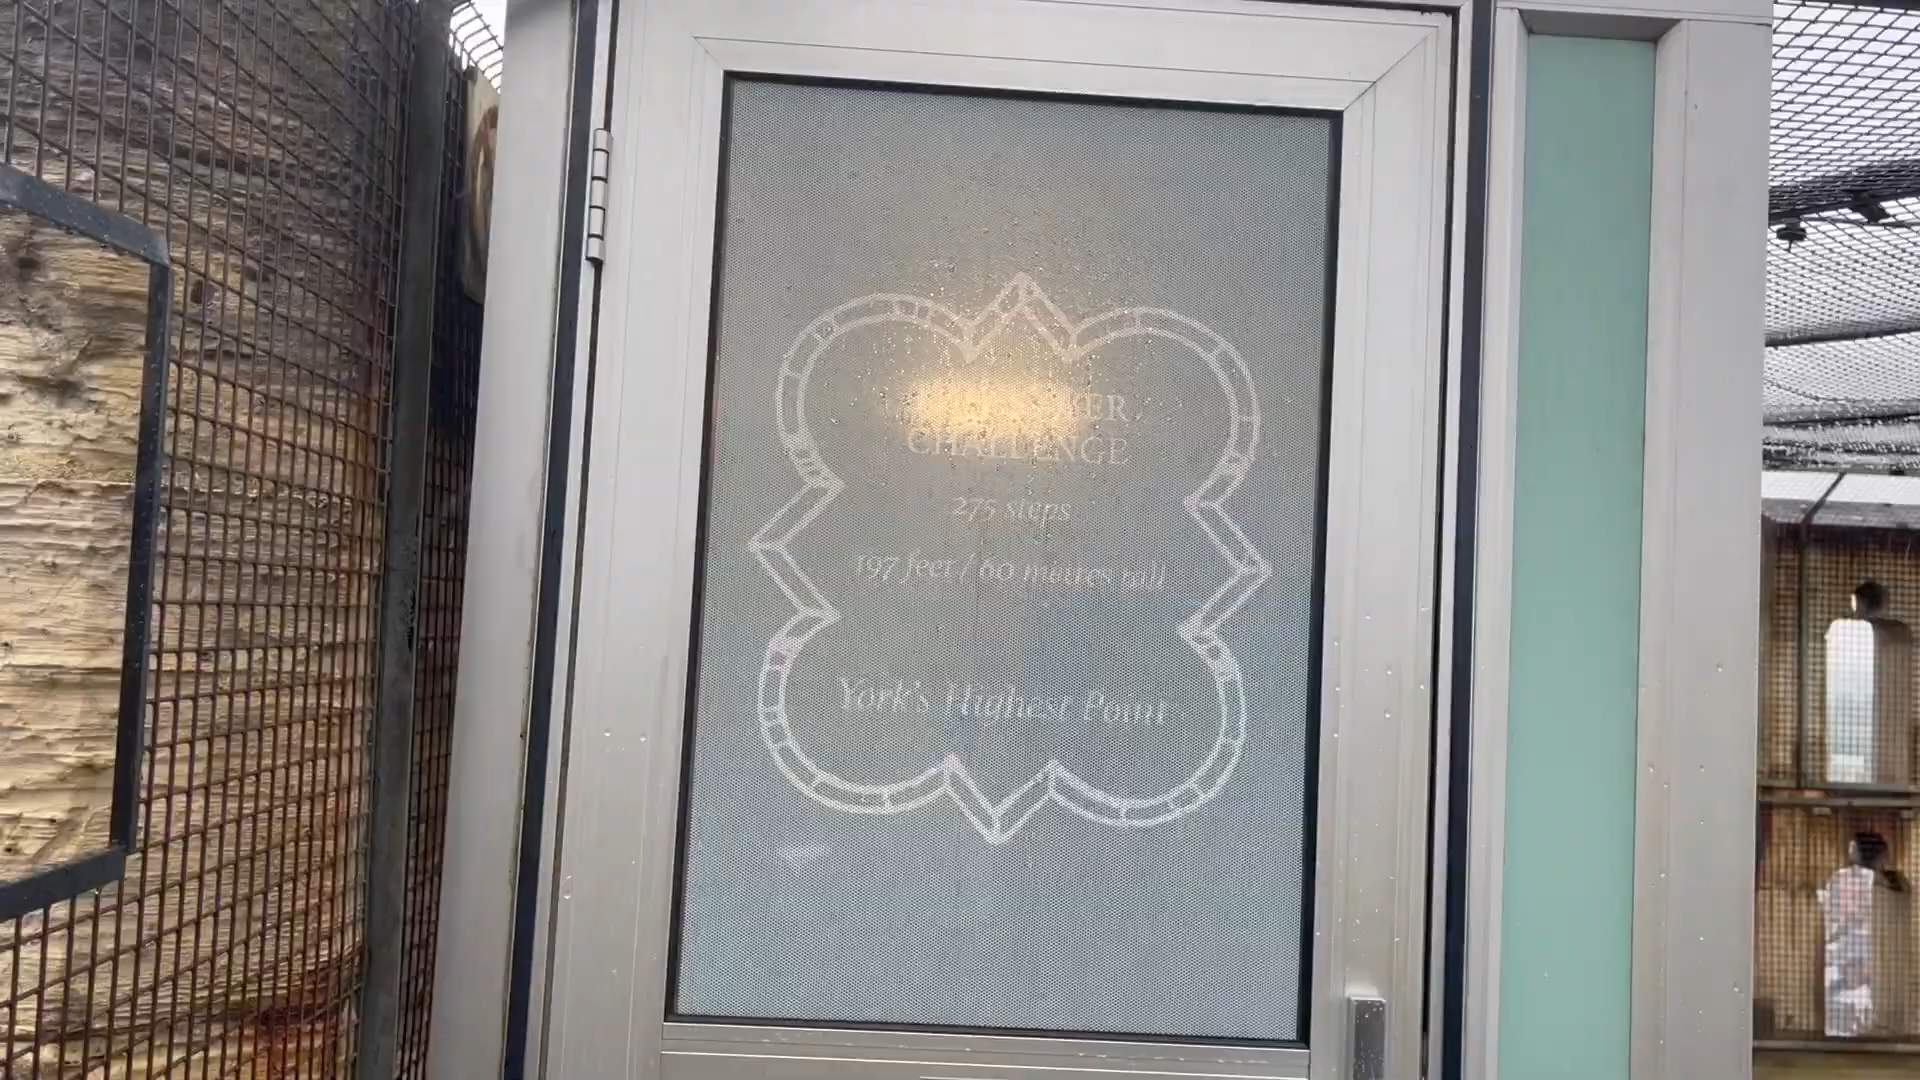 CHALLENGE
275 steps
197 feet / 60 metres tall
York's Highest Point